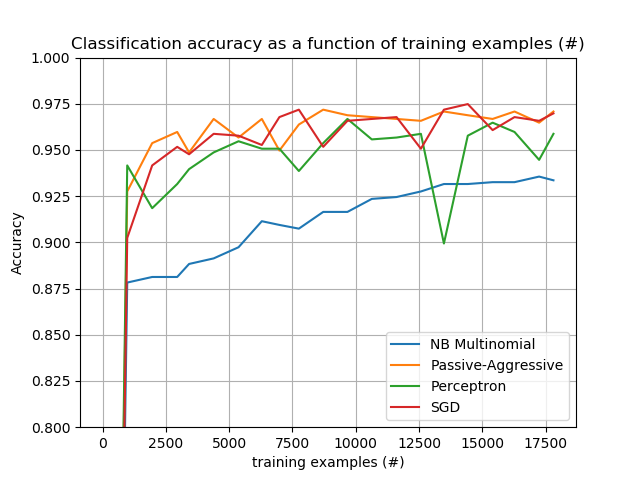 Classification accuracy as a function of training examples (#)
1.000
0.975
0.950
0.925
0.900
0.875
0.850
0.825
0.800
Accuracy
NB Multinomial
Passive-Aggressive
Perceptron
SGD
0 2500 5000 7500 10000 12500 15000 17500
training examples (#)